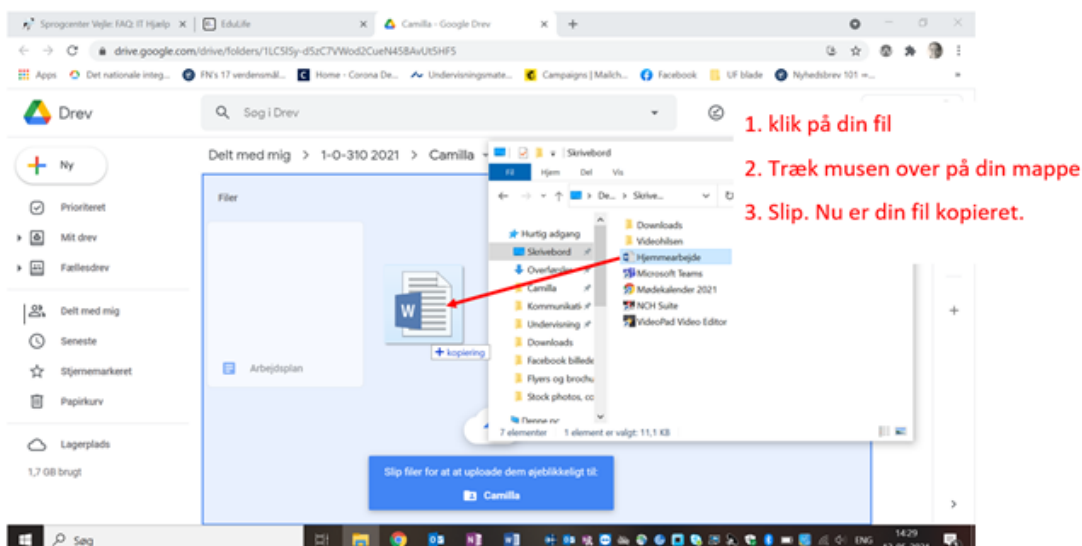 Sprogcenter Vejle: FAQ: IT Hjælp
EduLife
Camilla - Google Drev
drive.google.com/drive/folders/1LC5lSy-d5zC7VWod2CueN458AvUt5HF5
Apps
Det nationale integ...
FN's 17 verdensmål...
Home - Corona De...
Undervisningsmate...
Campaigns | Mailch...
Facebook
UF blade
Nyhedsbrev 101 –...
Drev
Søg i Drev
1. klik på din fil
2. Træk musen over på din mappe
3. Slip. Nu er din fil kopieret.
Ny
Prioriteret
Mit drev
Fællesdrev
Delt med mig
Seneste
Stjernemarkeret
Papirkurv
Lagerplads
1,7 GB brugt
Delt med mig > 1-0-310 2021 > Camilla
Filer
Arbejdsplan
W
+ kopiering
Skrivebord
Fil
Hjem
Del
Vis
De... > Skrive...
Hurtig adgang
Skrivebord
Camilla
Kommunikati
Undervisning
Downloads
Facebook billede
Flyers og brochu
Stock photos, cc
Denne pc
Downloads
Videohilsen
Hjemmearbejde
Microsoft Teams
Mødekalender 2021
NCH Suite
VideoPad Video Editor
7 elementer
1 element er valgt: 11,1 KB
Slip filer for at at uploade dem øjeblikkeligt til:
Camilla
Søg
ENG
14:29